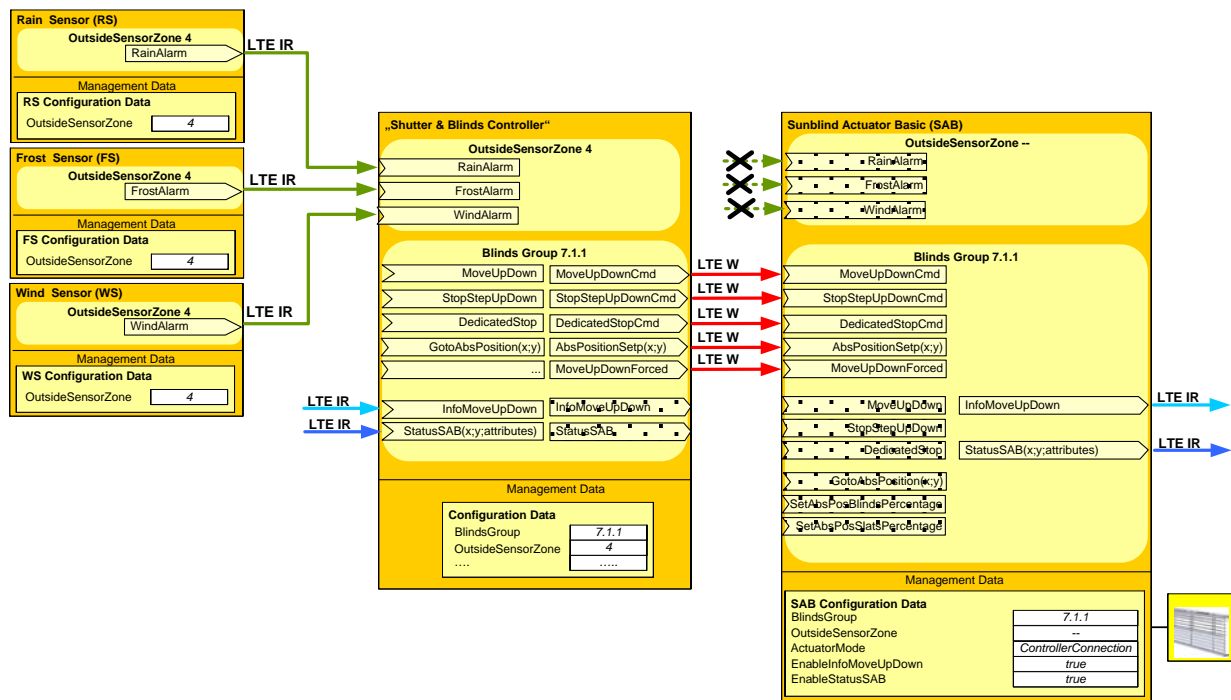 Rain Sensor (RS)
OutsideSensorZone 4
RainAlarm
LTE IR
Management Data
RS Configuration Data
OutsideSensorZone 4
Frost Sensor (FS)
OutsideSensorZone 4
FrostAlarm
LTE IR
Management Data
FS Configuration Data
OutsideSensorZone 4
Wind Sensor (WS)
OutsideSensorZone 4
WindAlarm
LTE IR
Management Data
WS Configuration Data
OutsideSensorZone 4
„Shutter & Blinds Controller“
OutsideSensorZone 4
RainAlarm
FrostAlarm
WindAlarm
Blinds Group 7.1.1
MoveUpDown MoveUpDownCmd
StopStepUpDown StopStepUpDownCmd
DedicatedStop DedicatedStopCmd
GotoAbsPosition(x;y) AbsPositionSetp(x;y)
... MoveUpDownForced
LTE IR InfoMoveUpDown InfoMoveUpDown
LTE IR StatusSAB(x;y;attributes) StatusSAB
Management Data
Configuration Data
BlindsGroup 7.1.1
OutsideSensorZone 4
.... .....
LTE W
LTE W
LTE W
LTE W
LTE W
Sunblind Actuator Basic (SAB)
OutsideSensorZone --
RainAlarm
FrostAlarm
WindAlarm
Blinds Group 7.1.1
MoveUpDownCmd
StopStepUpDownCmd
DedicatedStopCmd
AbsPositionSetp(x;y)
MoveUpDownForced
MoveUpDown InfoMoveUpDown LTE IR
StopStepUpDown
DedicatedStop StatusSAB(x;y;attributes) LTE IR
GotoAbsPosition(x;y)
SetAbsPosBlindsPercentage
SetAbsPosSlatsPercentage
Management Data
SAB Configuration Data
BlindsGroup 7.1.1
OutsideSensorZone --
ActuatorMode ControllerConnection
EnableInfoMoveUpDown true
EnableStatusSAB true